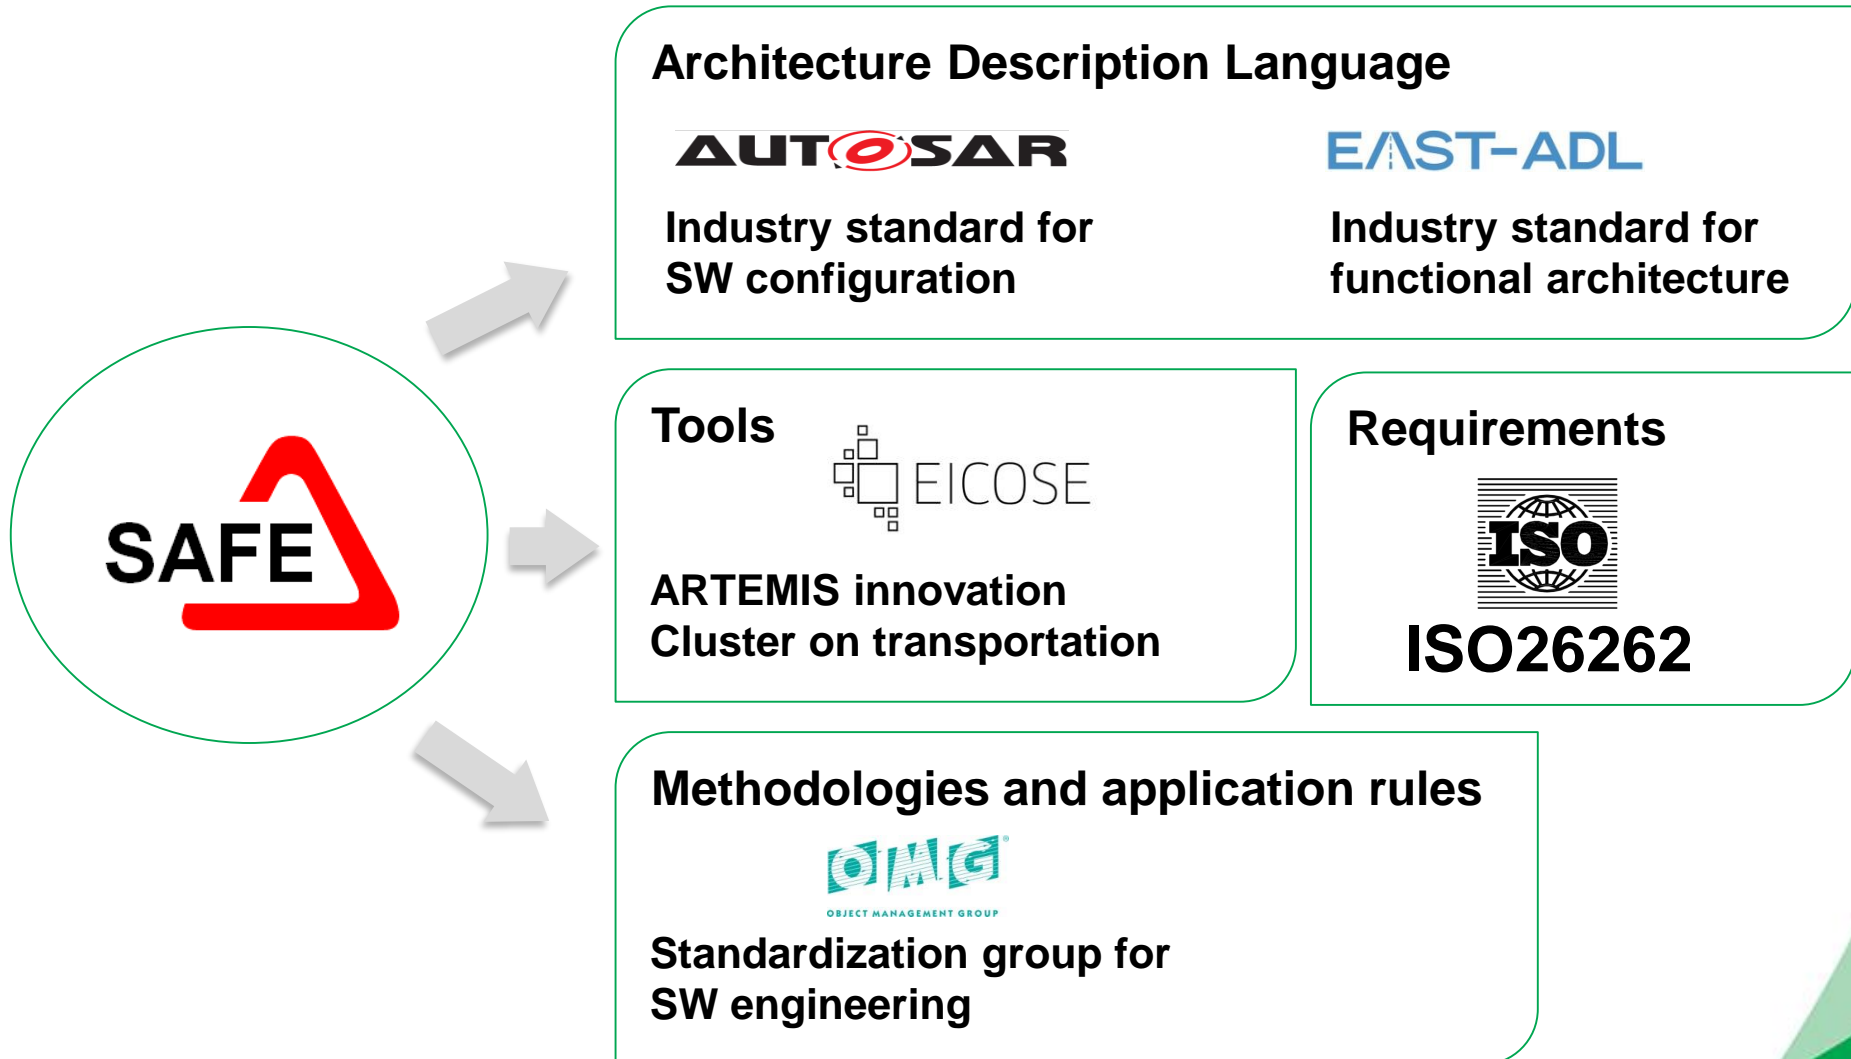 Architecture Description Language
AUTOSAR
EAST-ADL
Industry standard for
SW configuration
Industry standard for
functional architecture
SAFE
Tools
EICOSE
ARTEMIS innovation
Cluster on transportation
Requirements
ISO
ISO26262
Methodologies and application rules
OMG®
OBJECT MANAGEMENT GROUP
Standardization group for
SW engineering